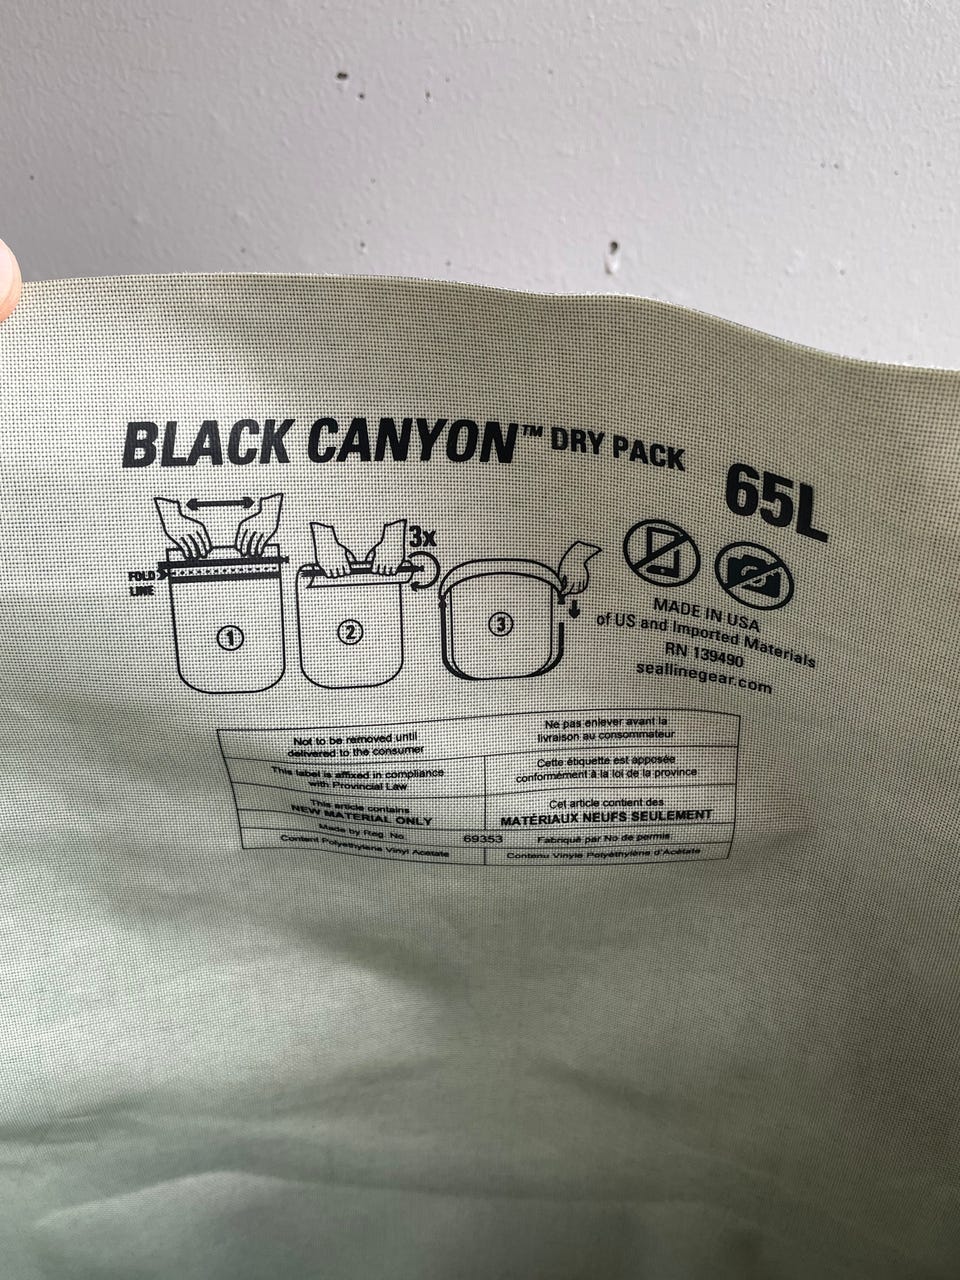 BLACK CANYON™ DRY PACK 65L
3x
FOLD
LINE
1
2
3
MADE IN USA
of US and Imported Materials
RN 139490
seallinegear.com
Not to be removed until
delivered to the consumer
Ne pas enlever avant la
livraison au consommateur
This label is affixed in compliance
with Provincial Law
Cette étiquette est apposée
conformément à la loi de la province
This article contains
NEW MATERIAL ONLY
Cet article contient des
MATÉRIAUX NEUFS SEULEMENT
Made by Reg. No. 69353 Fabriqué par No de permis
Content Polyethylene Vinyl Acetate
Contenu Vinyle Polyéthylène d'Acétate